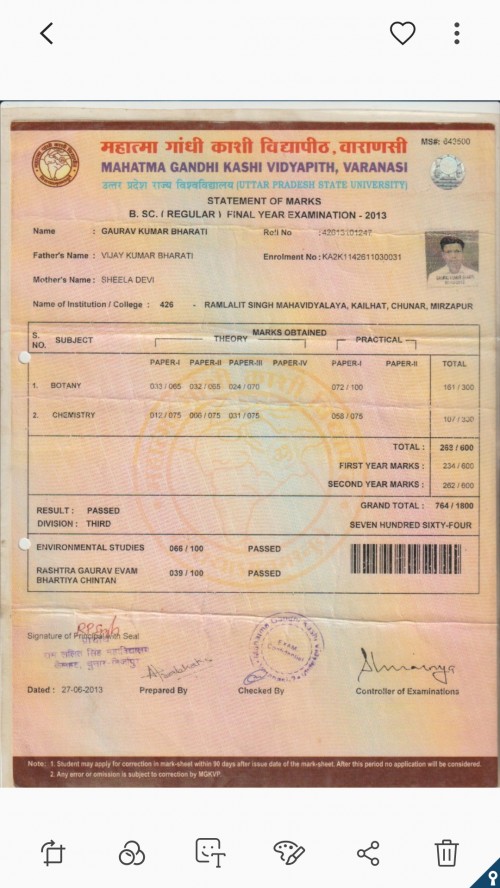 महात्मा गांधी काशी विद्यापीठ, वाराणसी
MS#: 640500
MAHATMA GANDHI KASHI VIDYAPITH, VARANASI
उत्तर प्रदेश राज्य विश्वविद्यालय (UTTAR PRADESH STATE UNIVERSITY)
STATEMENT OF MARKS
B. SC. ( REGULAR ) FINAL YEAR EXAMINATION - 2013
Name : GAURAV KUMAR BHARATI Roll No :4201310124
Father's Name : VIJAY KUMAR BHARATI Enrolment No : KA2K1142611030031
Mother's Name : SHEELA DEVI
Name of Institution / College : 426 - RAMLALIT SINGH MAHAVIDYALAYA, KAILHAT, CHUNAR, MIRZAPUR
S. NO. SUBJECT MARKS OBTAINED
THEORY PRACTICAL
PAPER-I PAPER-II PAPER-III PAPER-IV PAPER-I PAPER-II TOTAL
1. BOTANY 033 / 065 032 / 065 024 / 070 072 / 100 161 / 300
2. CHEMISTRY 012 / 075 006 / 075 031 / 075 058 / 075 107 / 300
TOTAL : 268 / 600
FIRST YEAR MARKS : 234 / 600
SECOND YEAR MARKS : 262 / 600
GRAND TOTAL : 764 / 1800
RESULT : PASSED
DIVISION : THIRD SEVEN HUNDRED SIXTY-FOUR
ENVIRONMENTAL STUDIES 066 / 100 PASSED
RASHTRA GAURAV EVAM BHARTIYA CHINTAN 039 / 100 PASSED
Signature of Principal with Seal
Dated : 27-06-2013 Prepared By Checked By Controller of Examinations
Note: 1. Student may apply for correction in mark-sheet within 90 days after issue date of the mark-sheet. After this period no application will be considered.
2. Any error or omission is subject to correction by MGKVP.